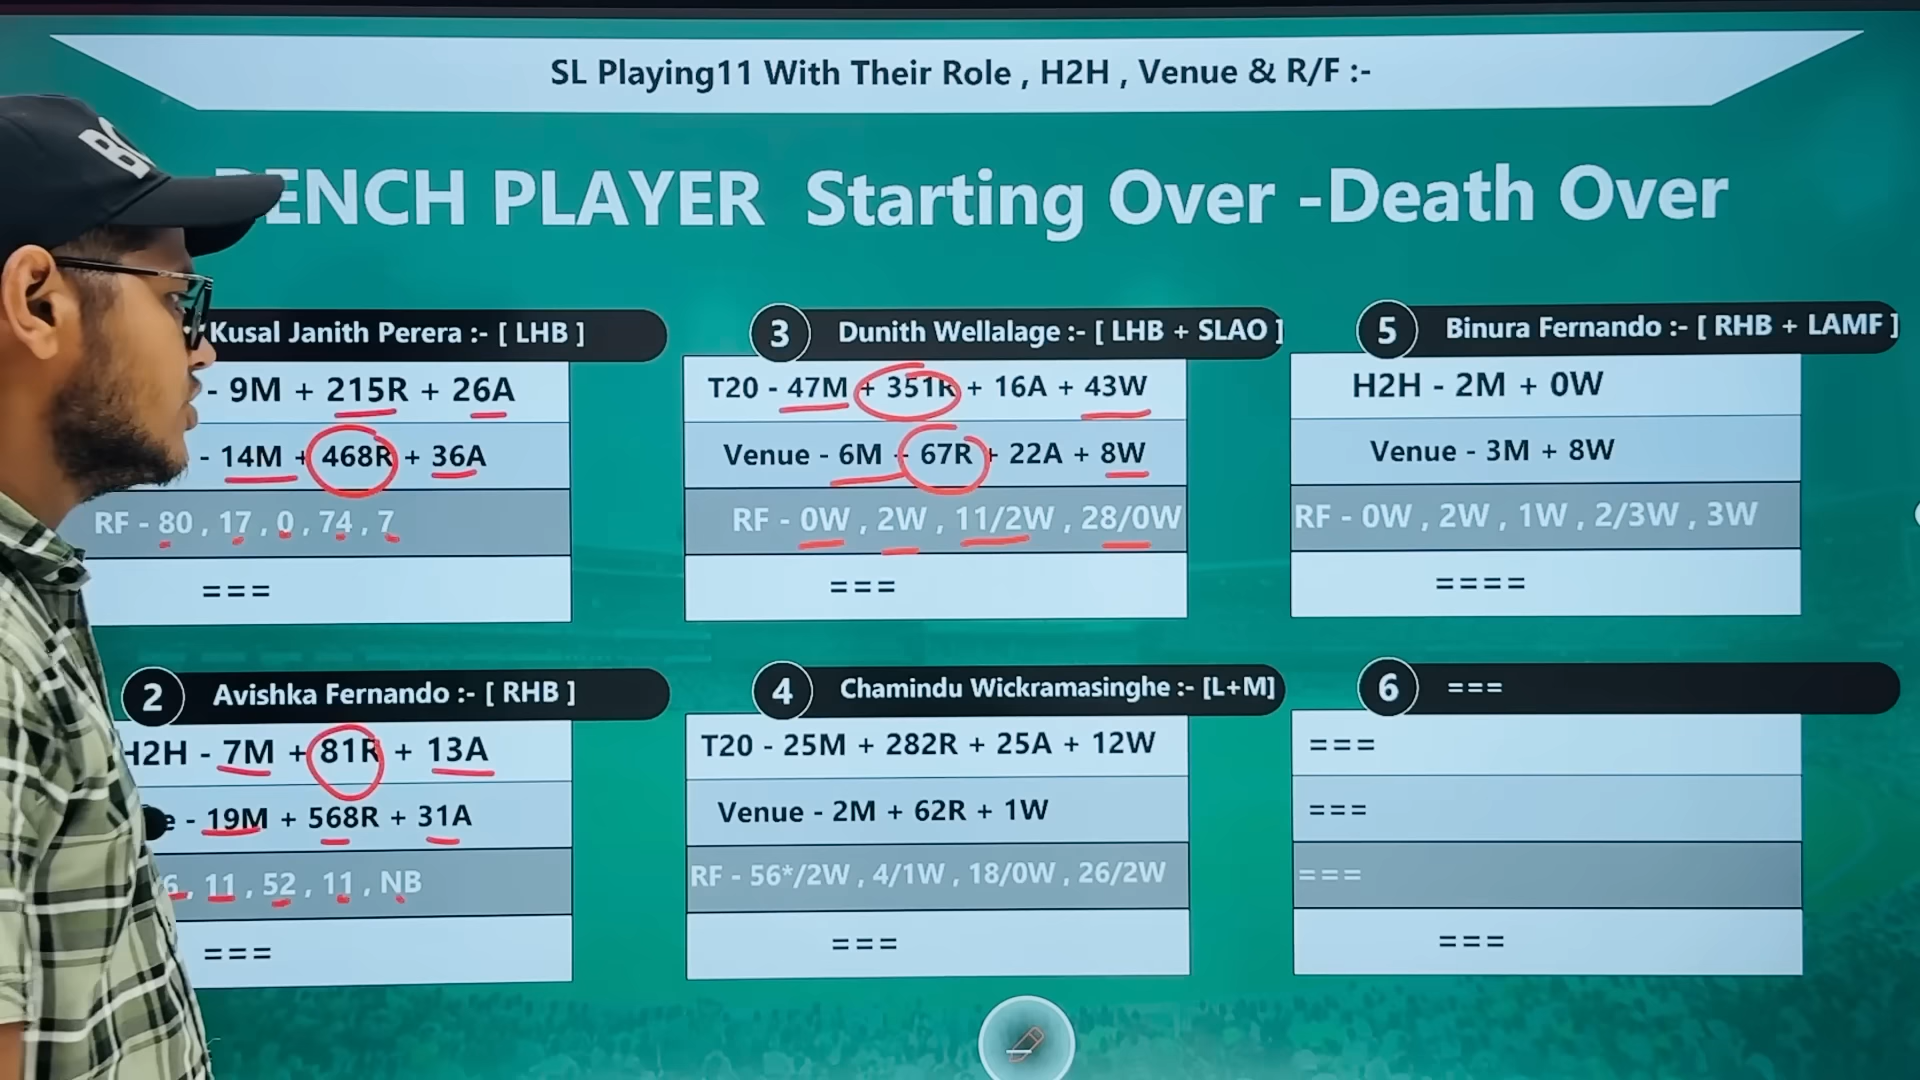 SL Playing11 With Their Role , H2H , Venue & R/F :-
ENCH PLAYER Starting Over -Death Over
Kusal Janith Perera :- [ LHB ]
- 9M + 215R + 26A
- 14M + 468R + 36A
RF - 80 , 17 , 0 , 74 , 7
===
2 Avishka Fernando :- [ RHB ]
H2H - 7M + 81R + 13A
e - 19M + 568R + 31A
6 , 11 , 52 , 11 , NB
===
3 Dunith Wellalage :- [ LHB + SLAO ]
T20 - 47M + 351R + 16A + 43W
Venue - 6M + 67R + 22A + 8W
RF - 0W , 2W , 11/2W , 28/0W
===
4 Chamindu Wickramasinghe :- [L+M]
T20 - 25M + 282R + 25A + 12W
Venue - 2M + 62R + 1W
RF - 56*/2W , 4/1W , 18/0W , 26/2W
===
5 Binura Fernando :- [ RHB + LAMF ]
H2H - 2M + 0W
Venue - 3M + 8W
RF - 0W , 2W , 1W , 2/3W , 3W
====
6 ===
===
===
===
===